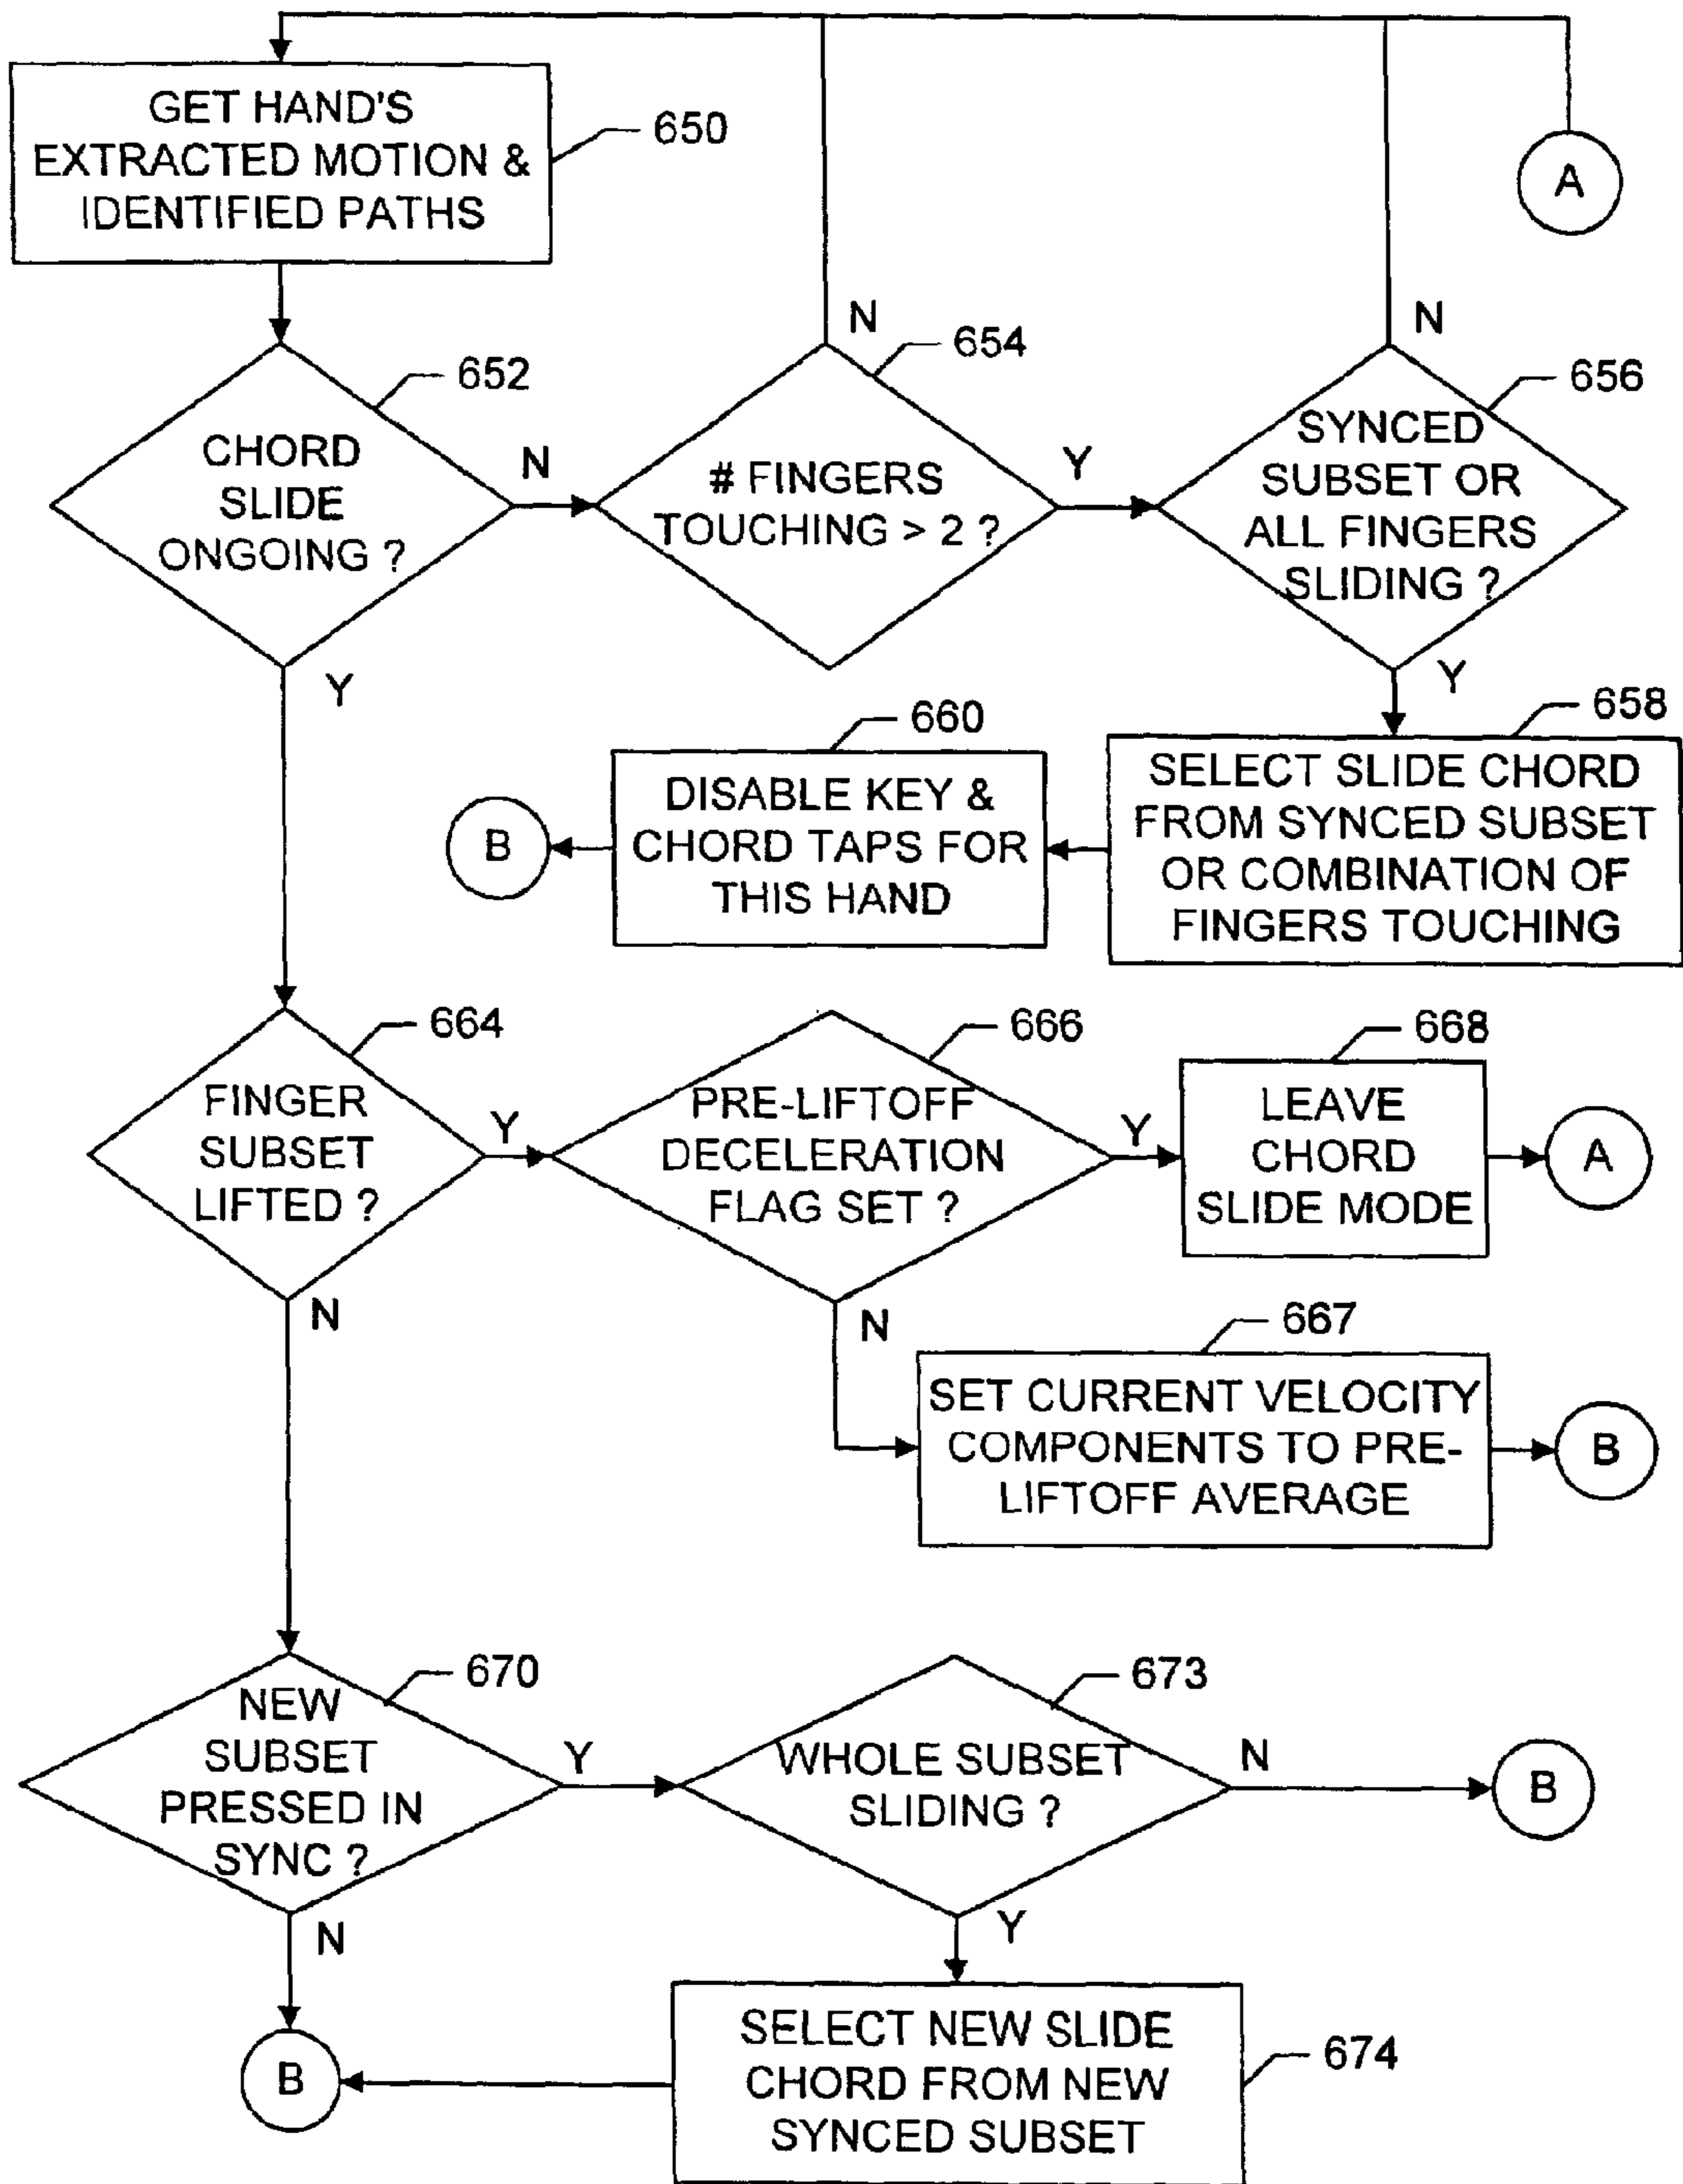 GET HAND'S
EXTRACTED MOTION &
IDENTIFIED PATHS
650
A
652
CHORD
SLIDE
ONGOING ?
N
Y
654
# FINGERS
TOUCHING > 2 ?
N
Y
656
SYNCED
SUBSET OR
ALL FINGERS
SLIDING ?
N
Y
658
SELECT SLIDE CHORD
FROM SYNCED SUBSET
OR COMBINATION OF
FINGERS TOUCHING
660
DISABLE KEY &
CHORD TAPS FOR
THIS HAND
B
664
FINGER
SUBSET
LIFTED ?
Y
N
666
PRE-LIFTOFF
DECELERATION
FLAG SET ?
Y
N
668
LEAVE
CHORD
SLIDE MODE
A
667
SET CURRENT VELOCITY
COMPONENTS TO PRE-
LIFTOFF AVERAGE
B
670
NEW
SUBSET
PRESSED IN
SYNC ?
Y
N
673
WHOLE SUBSET
SLIDING ?
N
B
Y
674
SELECT NEW SLIDE
CHORD FROM NEW
SYNCED SUBSET
B